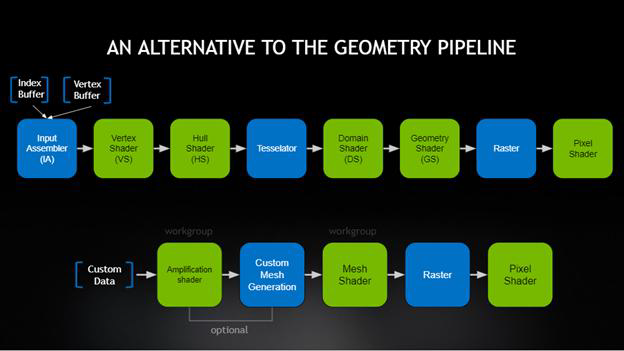 AN ALTERNATIVE TO THE GEOMETRY PIPELINE
Index
Buffer
Vertex
Buffer
Input
Assembler
(IA)
Vertex
Shader
(VS)
Hull
Shader
(HS)
Tesselator
Domain
Shader
(DS)
Geometry
Shader
(GS)
Raster
Pixel
Shader
workgroup
workgroup
Custom
Data
Amplification
shader
Custom
Mesh
Generation
Mesh
Shader
Raster
Pixel
Shader
optional